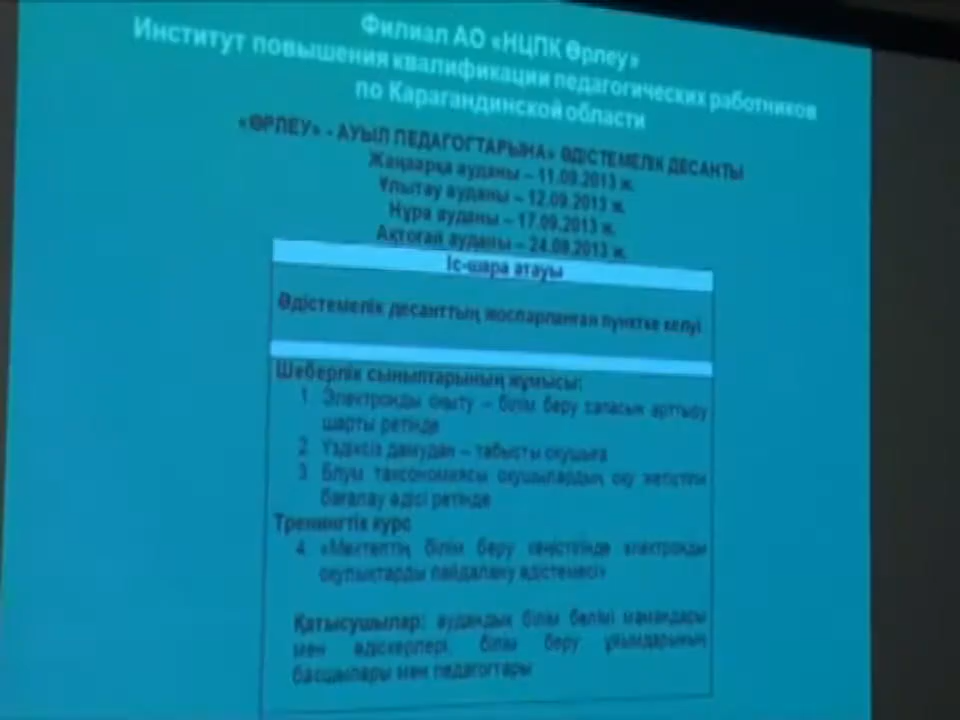 Филиал АО «НЦПК Өрлеу»
Институт повышения квалификации педагогических работников
по Карагандинской области
«ӨРЛЕУ» - АУЫЛ ПЕДАГОГТАРЫНА» ӘДІСТЕМЕЛІК ДЕСАНТЫ
Жаңаарқа ауданы – 11.09.2013 ж.
Ұлытау ауданы – 12.09.2013 ж.
Нұра ауданы – 17.09.2013 ж.
Ақтоғай ауданы – 24.09.2013 ж.
Іс-шара атауы
Әдістемелік десанттың жоспарланған пунктке келуі
Шеберлік сыныптарының жұмысы:
1. Электронды оқыту – білім беру сапасын арттыру
шарты ретінде
2. Үздіксіз дамудан – табысты оқушыға
3. Блум таксономиясы оқушылардың оқу жетістігін
бағалау әдісі ретінде
Тренингтік курс
4. «Мектептің білім беру кеңістігінде электронды
оқулықтарды пайдалану әдістемесі»
Қатысушылар: аудандық білім бөлімі мамандары
мен әдіскерлері, білім беру ұйымдарының
басшылары мен педагогтары